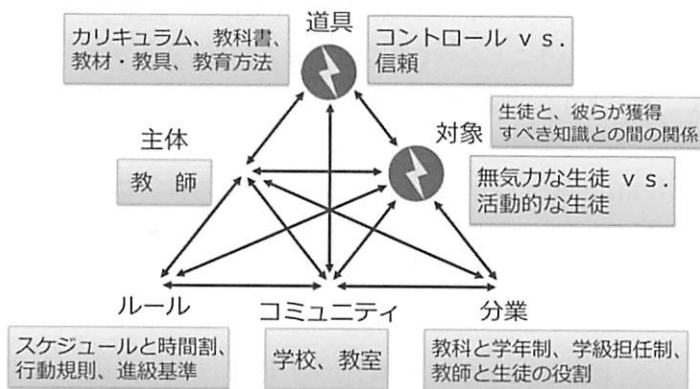 道具
カリキュラム、教科書、
教材・教具、教育方法
コントロール vs.
信頼
生徒と、彼らが獲得
すべき知識との間の関係
主体
対象
教 師
無気力な生徒 vs.
活動的な生徒
ルール
コミュニティ
分業
スケジュールと時間割、
行動規則、進級基準
学校、教室
教科と学年制、学級担任制、
教師と生徒の役割